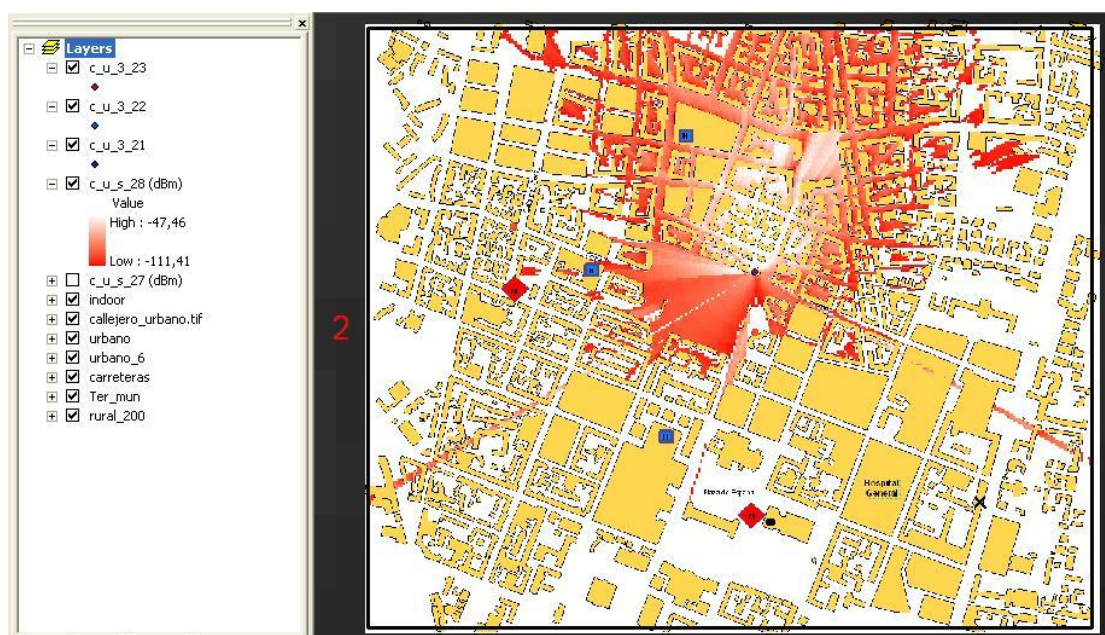 Layers
c_u_3_23
c_u_3_22
c_u_3_21
c_u_s_28 (dBm)
Value
High : -47,46
Low : -111,41
c_u_s_27 (dBm)
indoor
callejero_urbano.tif
urbano
urbano_6
carreteras
Ter_mun
rural_200
2
H
H
Hospital
General